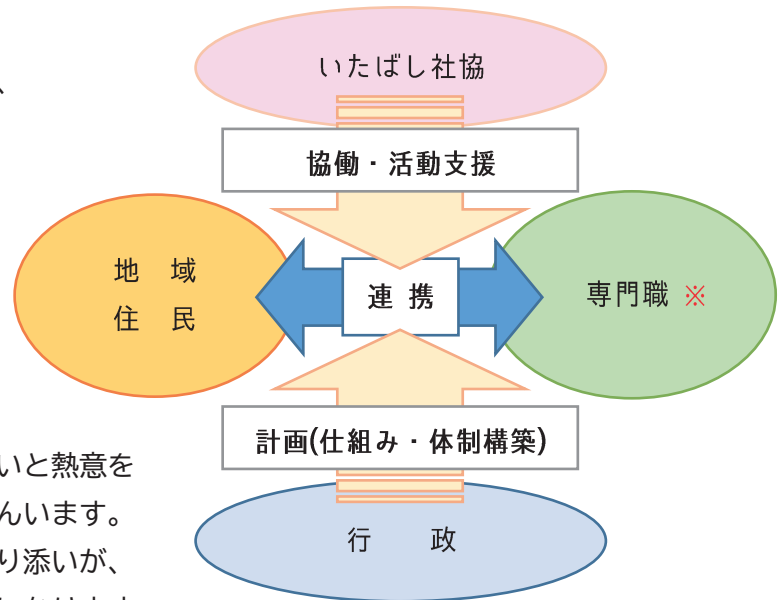 、
いたばし社協
協働・活動支援
地　域
住　民
連 携
専門職 ※
計画(仕組み・体制構築)
行　　政
いと熱意を
んいます。
り添いが、